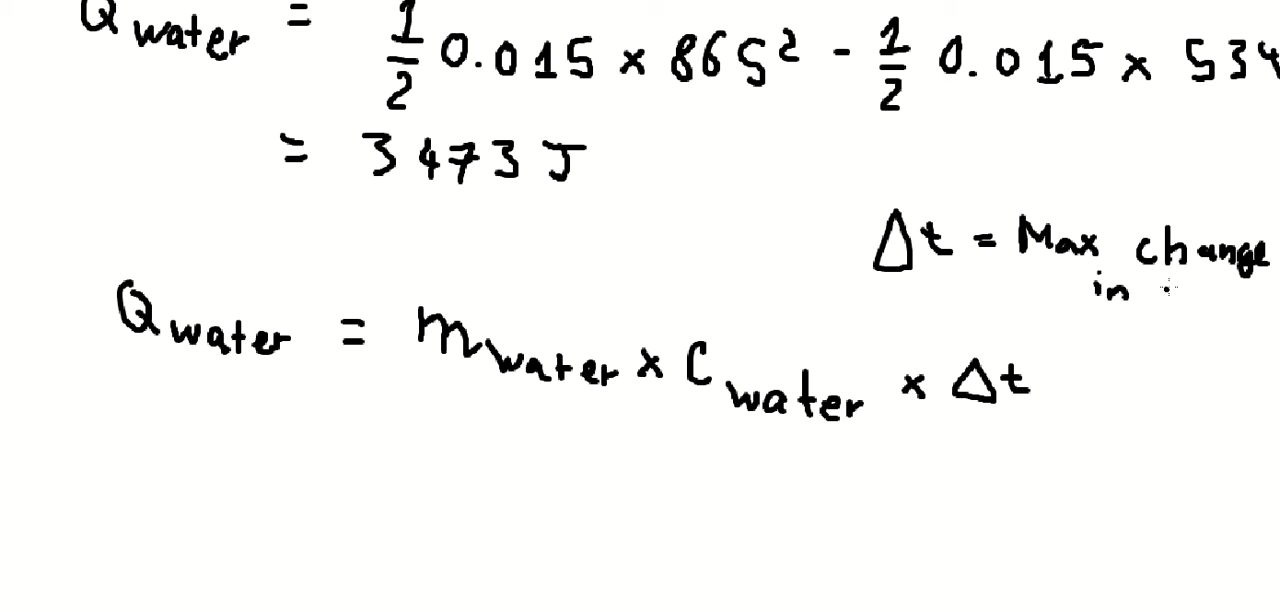 Q water = 1/2 0.015 × 865² - 1/2 0.015 × 534
= 3473 J
Δt = Max change
in
Q water = m water × C water × Δt